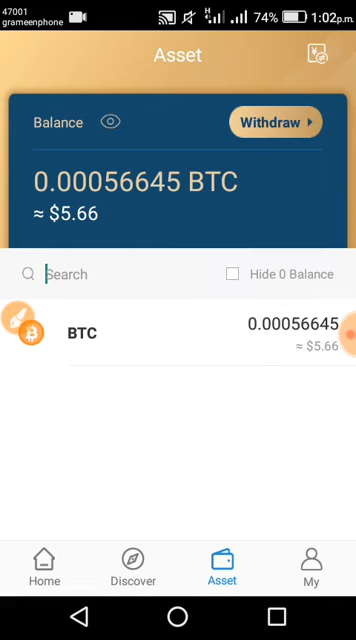 47001
grameenphone
H
74%
1:02p.m.
Asset
Balance
Withdraw
0.00056645 BTC
≈ $5.66
Search
Hide 0 Balance
BTC
0.00056645
≈ $5.66
Home
Discover
Asset
My